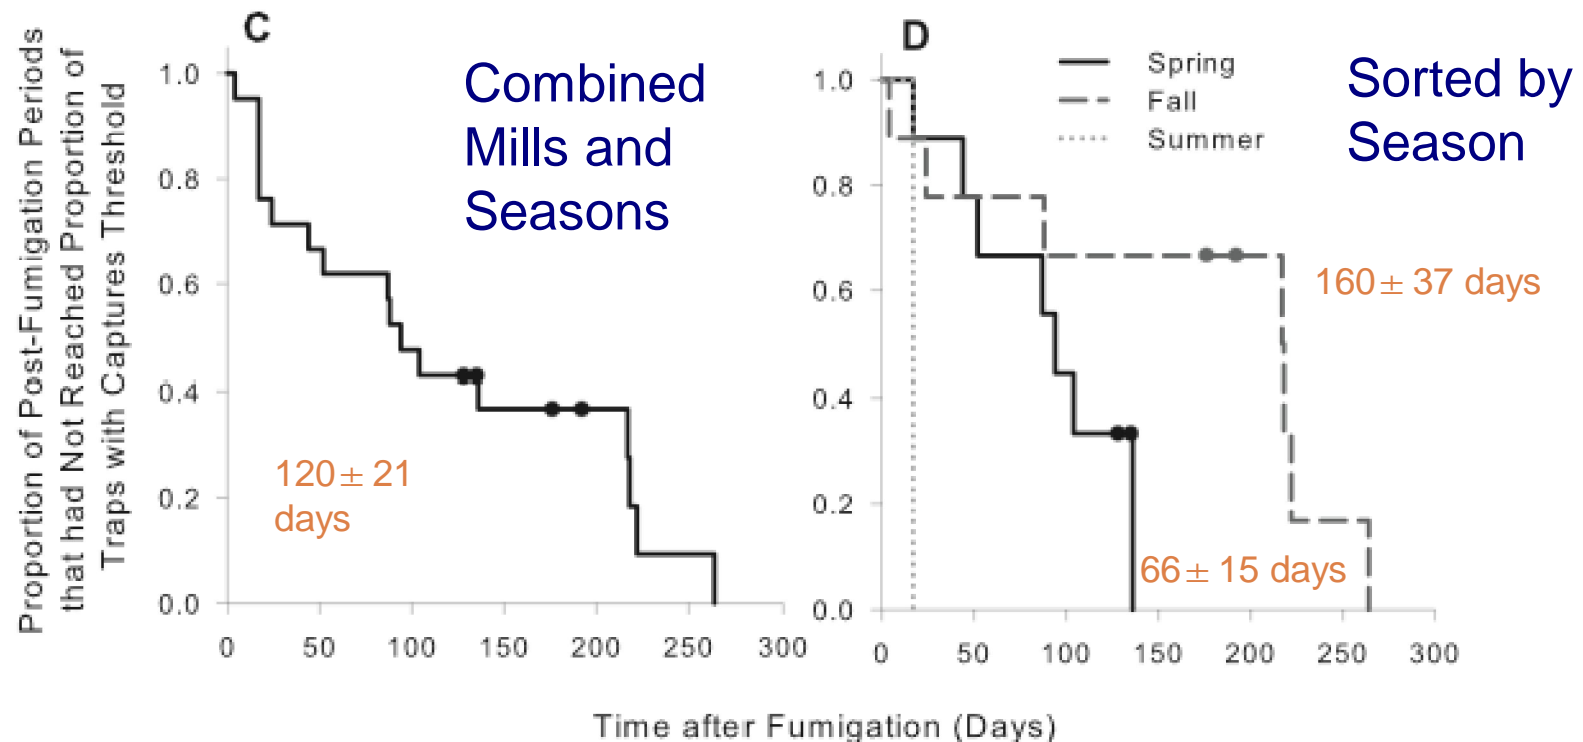 Proportion of Post-Fumigation Periods
that had Not Reached Proportion of
Traps with Captures Threshold
C
Combined
Mills and
Seasons
1.0
0.8
0.6
0.4
0.2
0.0
120 ± 21
days
0 50 100 150 200 250 300
D
Spring
Fall
Summer
Sorted by
Season
1.0
0.8
0.6
0.4
0.2
0.0
160 ± 37 days
66 ± 15 days
0 50 100 150 200 250 300
Time after Fumigation (Days)